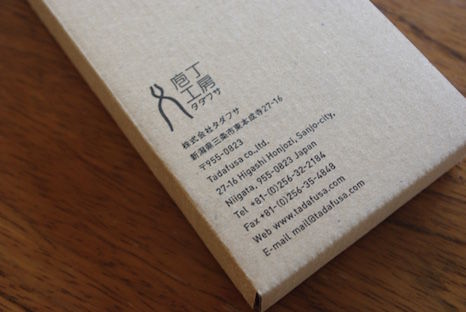 庖丁
工房
タダフサ
株式会社タダフサ
新潟県三条市東本成寺27-16
〒955-0823
Tadafusa co.,ltd.
27-16 Higashi Honjozi, Sanjo-city,
Niigata, 955-0823 Japan
Tel +81-(0)256-32-2184
Fax +81-(0)256-35-4848
Web www.tadafusa.com
E-mail mail@tadafusa.com